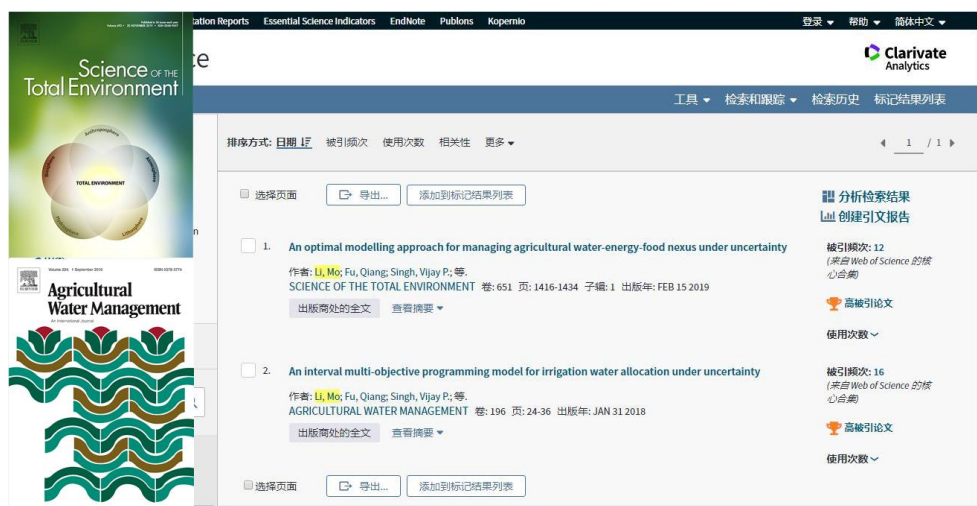 tation Reports Essential Science Indicators EndNote Publons Kopernio 登录 帮助 简体中文
Science OF THE
Total Environment
Anthroposphere
TOTAL ENVIRONMENT
Hydrosphere
Lithosphere
ce
Clarivate
Analytics
工具 检索和跟踪 检索历史 标记结果列表
排序方式: 日期 被引频次 使用次数 相关性 更多
1 / 1
选择页面 导出... 添加到标记结果列表
分析检索结果
创建引文报告
n
1. An optimal modelling approach for managing agricultural water-energy-food nexus under uncertainty
作者: Li, Mo; Fu, Qiang; Singh, Vijay P.; 等.
SCIENCE OF THE TOTAL ENVIRONMENT 卷: 651 页: 1416-1434 子辑: 1 出版年: FEB 15 2019
出版商处的全文 查看摘要
被引频次: 12
(来自 Web of Science 的核
心合集)
高被引论文
使用次数
Volume 224, 1 September 2019 ISSN 0378-3774
ELSEVIER
Agricultural
Water Management
An International Journal
2. An interval multi-objective programming model for irrigation water allocation under uncertainty
作者: Li, Mo; Fu, Qiang; Singh, Vijay P.; 等.
AGRICULTURAL WATER MANAGEMENT 卷: 196 页: 24-36 出版年: JAN 31 2018
出版商处的全文 查看摘要
被引频次: 16
(来自 Web of Science 的核
心合集)
高被引论文
使用次数
选择页面 导出... 添加到标记结果列表